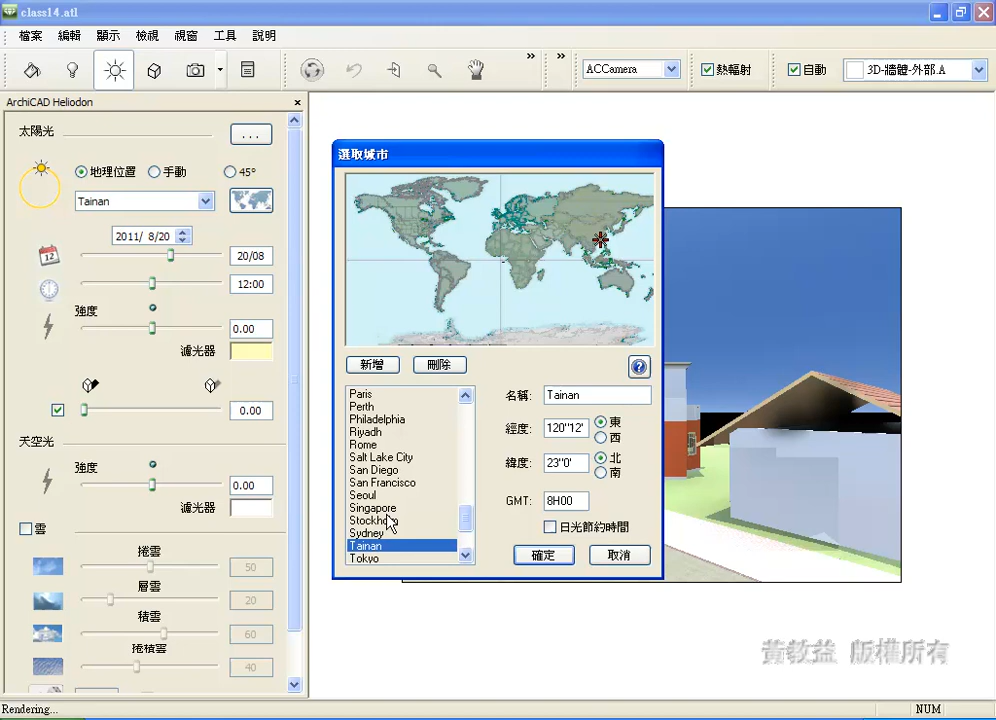 class14.atl
檔案 編輯 顯示 檢視 視窗 工具 說明
ACCamera 熱輻射 自動 3D-牆體-外部.A
ArchiCAD Heliodon
太陽光 ...
地理位置 手動 45°
Tainan
2011/ 8/20
12 20/08
12:00
強度
0.00
濾光器
0.00
天空光
強度
0.00
濾光器
雲
捲雲
50
層雲
20
積雲
60
捲積雲
40
選取城市
新增 刪除
Paris
Perth
Philadelphia
Riyadh
Rome
Salt Lake City
San Diego
San Francisco
Seoul
Singapore
Stockholm
Sydney
Tainan
Tokyo
名稱: Tainan
經度: 120°12' 東
西
緯度: 23°0' 北
南
GMT: 8H00
日光節約時間
確定 取消
黃教益 版權所有
Rendering... NUM